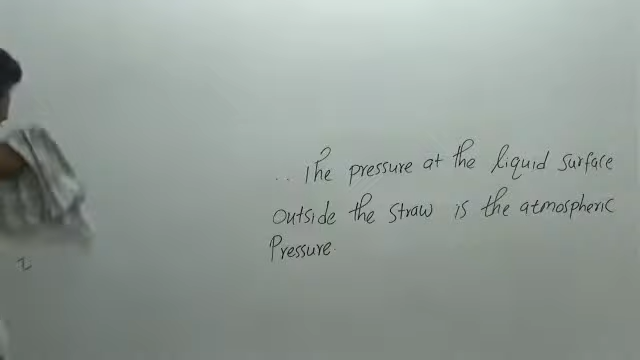 .. The pressure at the liquid surface
outside the straw is the atmospheric
Pressure.